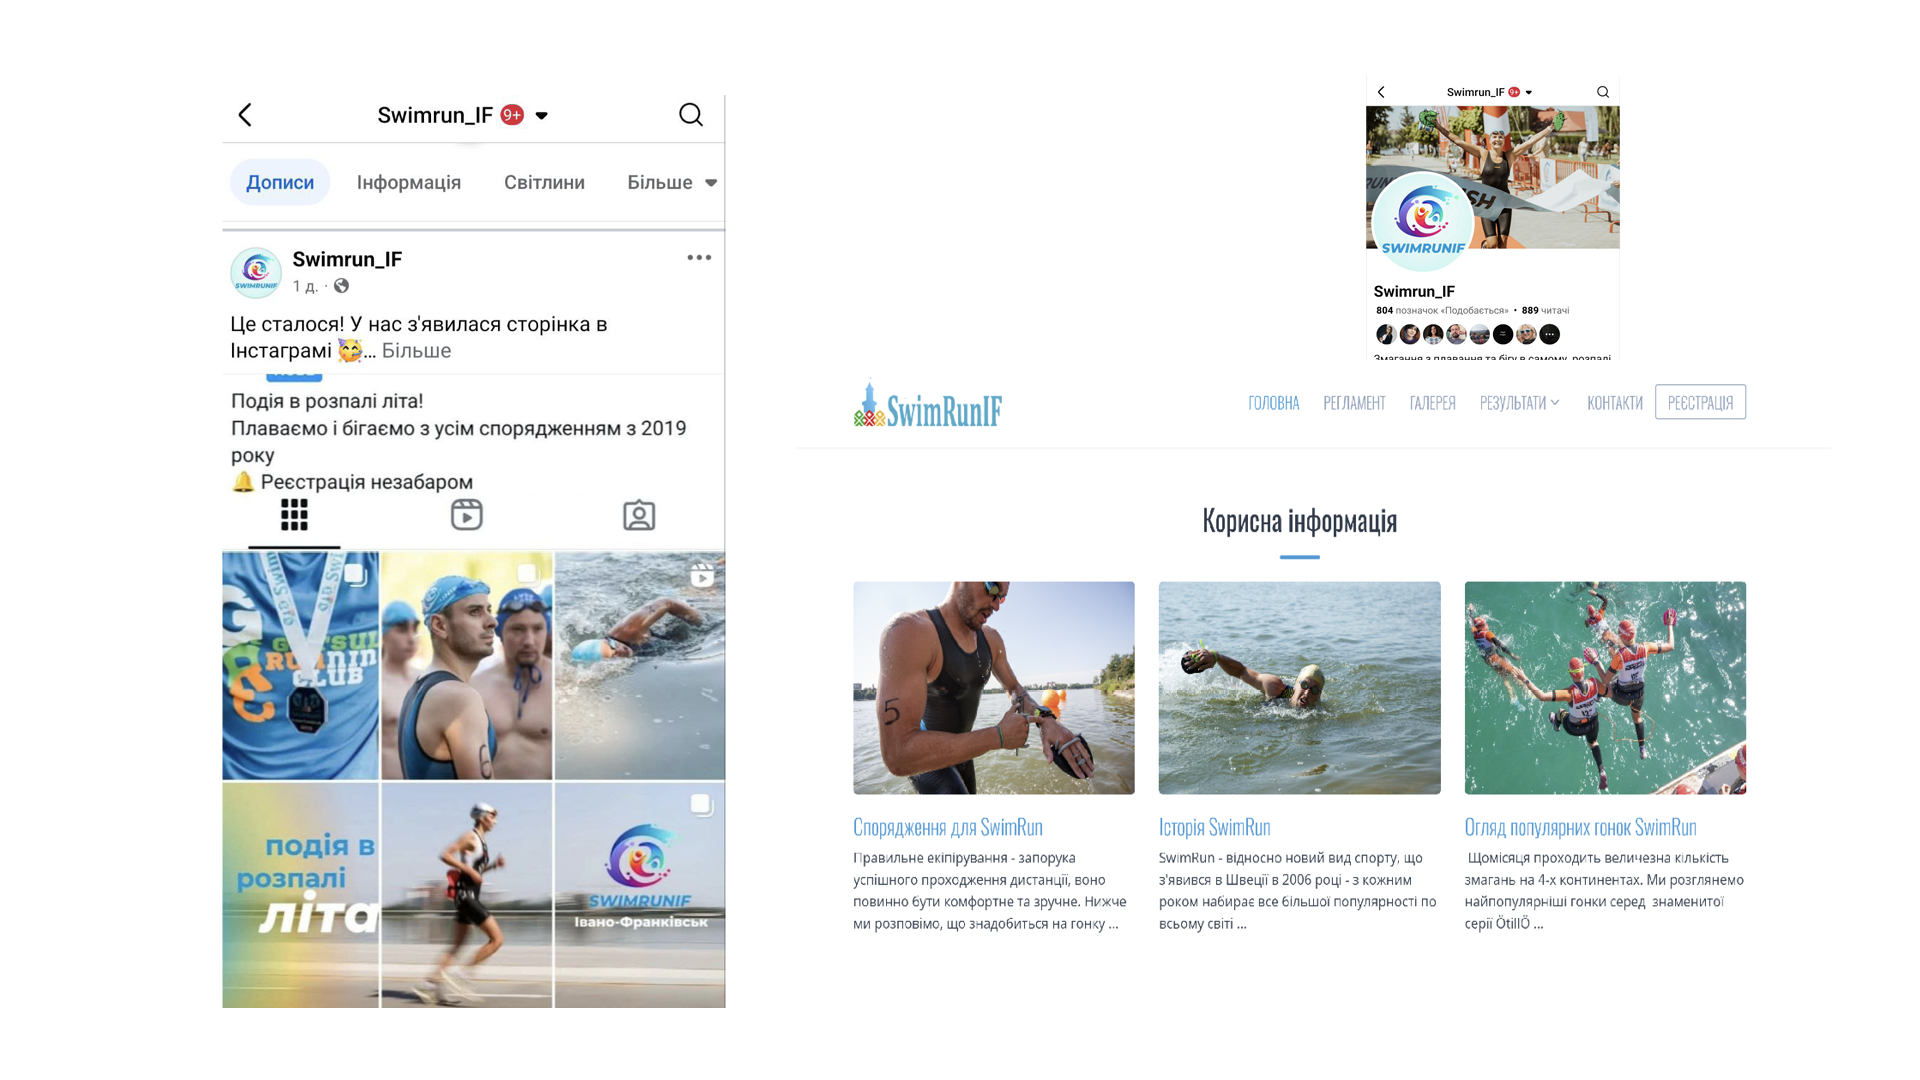 Swimrun_IF 9+
Дописи Інформація Світлини Більше
Swimrun_IF
1 д. ·
SWIMRUNIF
Це сталося! У нас з'явилася сторінка в
Інстаграмі 🥳... Більше
Подія в розпалі літа!
Плаваємо і бігаємо з усім спорядженням з 2019
року
🔔 Реєстрація незабаром
RUNNIN
CLUB
подія в
розпалі
літа
SWIMRUNIF
Івано-Франківськ
Swimrun_IF 9+
SWIMRUNIF
Swimrun_IF
804 позначок «Подобається» • 889 читачі
Змагання з плавання та бігу в самому розпалі
SwimRunIF
ГОЛОВНА РЕГЛАМЕНТ ГАЛЕРЕЯ РЕЗУЛЬТАТИ КОНТАКТИ РЕЄСТРАЦІЯ
Корисна інформація
5
Спорядження для SwimRun
Правильне екіпірування - запорука
успішного проходження дистанції, воно
повинно бути комфортне та зручне. Нижче
ми розповімо, що знадобиться на гонку ...
Історія SwimRun
SwimRun - відносно новий вид спорту, що
з'явився в Швеції в 2006 році - з кожним
роком набирає все більшої популярності по
всьому світі ...
Огляд популярних гонок SwimRun
Щомісяця проходить величезна кількість
змагань на 4-х континентах. Ми розглянемо
найпопулярніші гонки серед знаменитої
серії ÖtillÖ ...